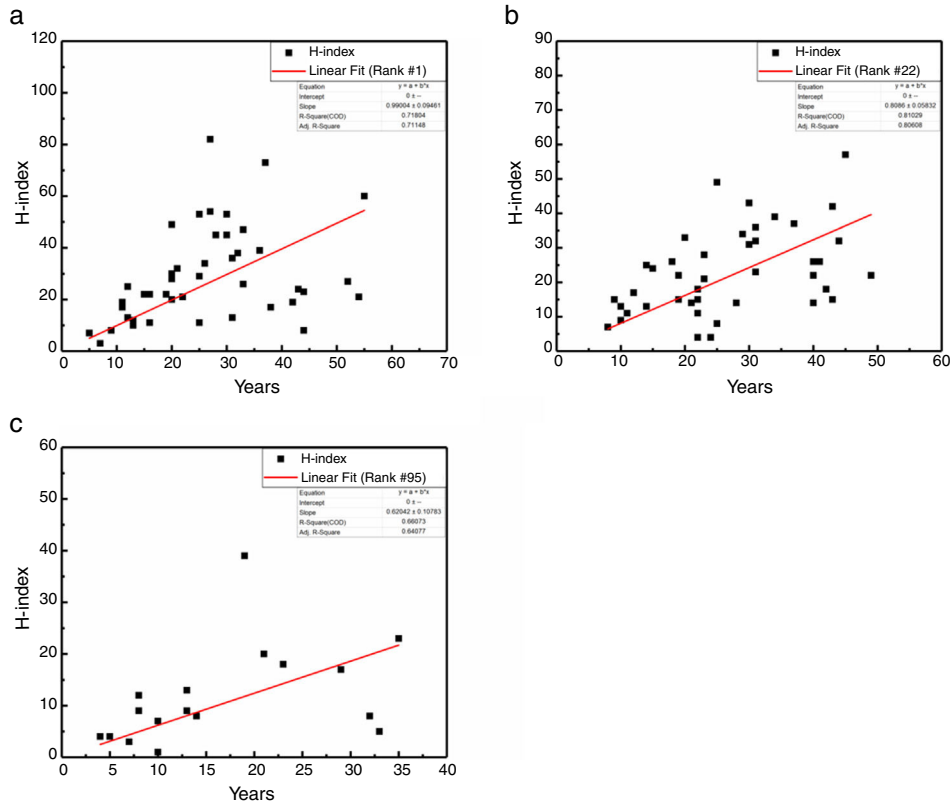 a
120
100
80
60
40
20
0
0 10 20 30 40 50 60 70
H-index
Years
H-index
Linear Fit (Rank #1)
Equation y = a + b*x
Intercept 0 ± --
Slope 0.99004 ± 0.09461
R-Square(COD) 0.71804
Adj. R-Square 0.71148
b
90
80
70
60
50
40
30
20
10
0
0 10 20 30 40 50 60
H-index
Years
H-index
Linear Fit (Rank #22)
Equation y = a + b*x
Intercept 0 ± --
Slope 0.8086 ± 0.05832
R-Square(COD) 0.81029
Adj. R-Square 0.80608
c
60
50
40
30
20
10
0
0 5 10 15 20 25 30 35 40
H-index
Years
H-index
Linear Fit (Rank #95)
Equation y = a + b*x
Intercept 0 ± --
Slope 0.62042 ± 0.10783
R-Square(COD) 0.66073
Adj. R-Square 0.64077